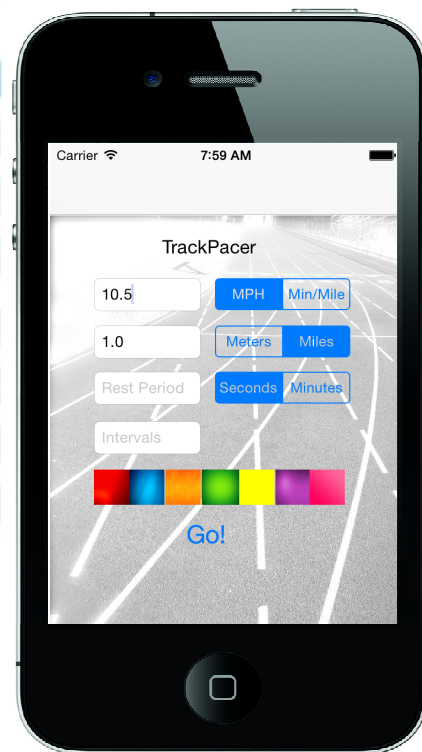 Carrier 7:59 AM
TrackPacer
10.5 MPH Min/Mile
1.0 Meters Miles
Rest Period Seconds Minutes
Intervals
Go!